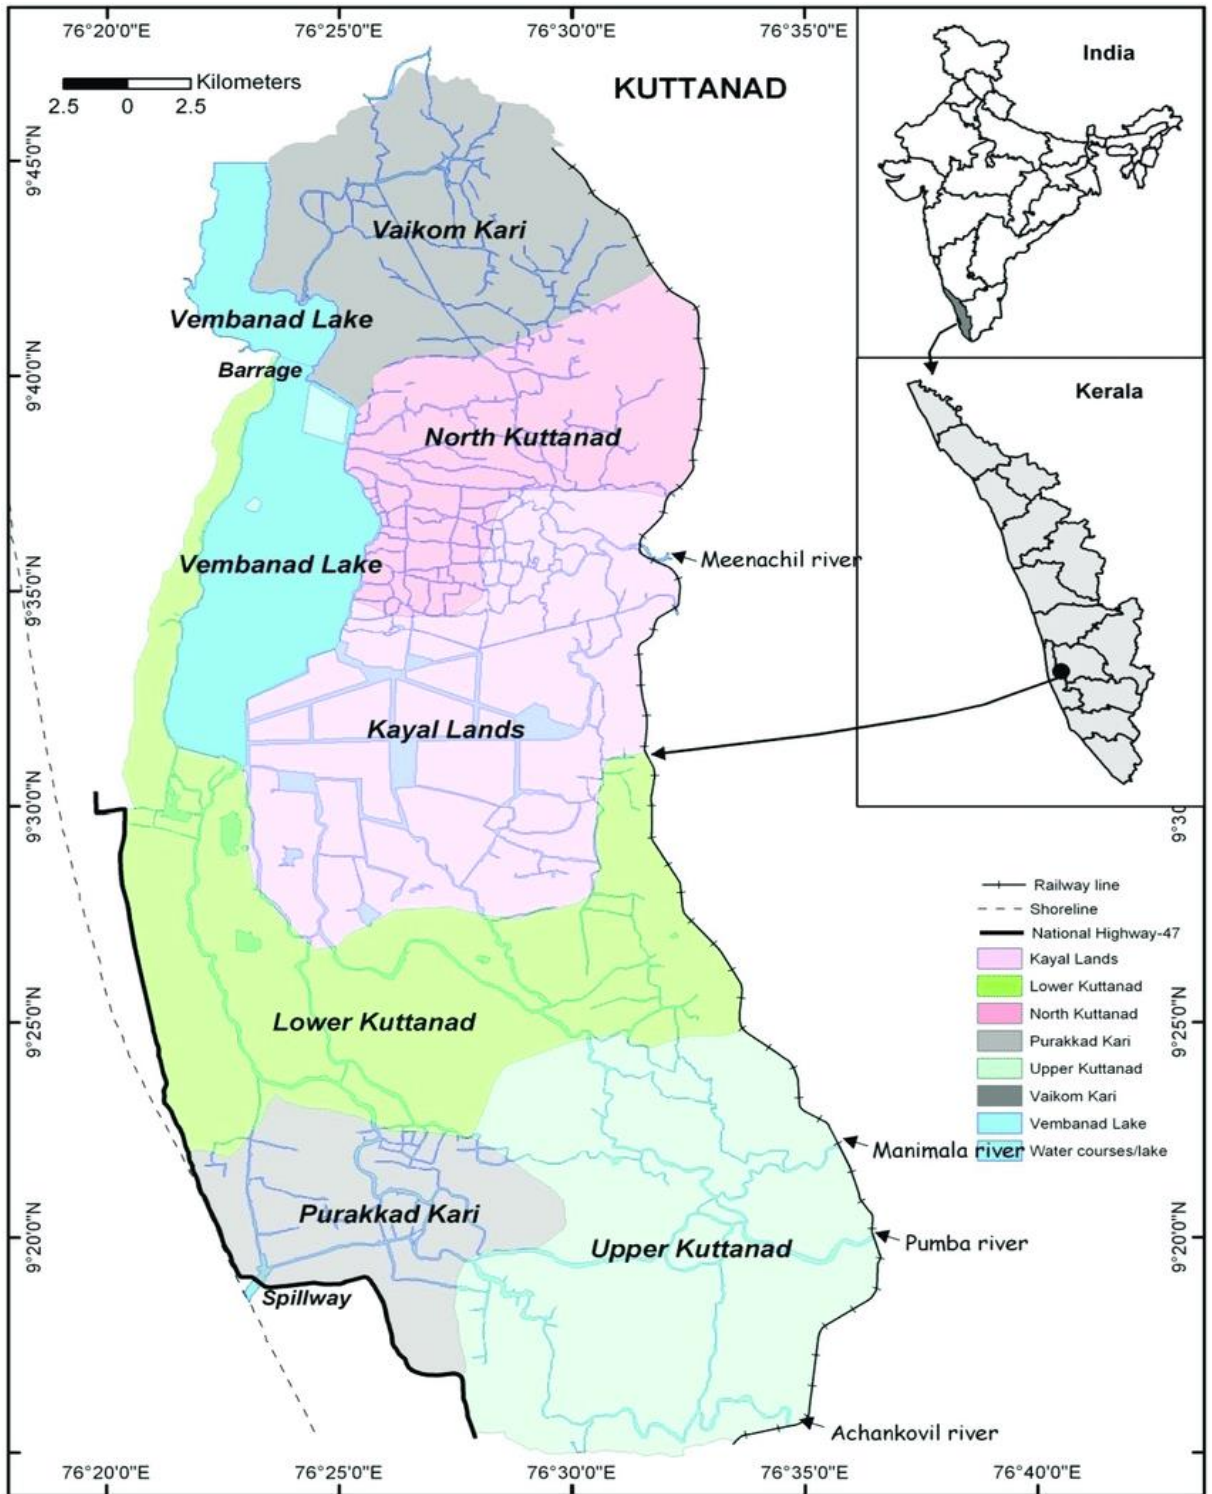 76°20'0"E
76°25'0"E
76°30'0"E
76°35'0"E
Kilometers
2.5 0 2.5
KUTTANAD
India
9°45'0"N
Vaikom Kari
Vembanad Lake
Barrage
9°40'0"N
Kerala
North Kuttanad
Meenachil river
Vembanad Lake
9°35'0"N
Kayal Lands
9°30'0"N
9°30
Railway line
Shoreline
National Highway-47
Kayal Lands
Lower Kuttanad
North Kuttanad
Purakkad Kari
Upper Kuttanad
Vaikom Kari
Vembanad Lake
Water courses/lake
9°25'0"N
9°25'0"N
Lower Kuttanad
Manimala river
Purakkad Kari
9°20'0"N
9°20'0"N
Upper Kuttanad
Pumba river
Spillway
Achankovil river
76°20'0"E
76°25'0"E
76°30'0"E
76°35'0"E
76°40'0"E